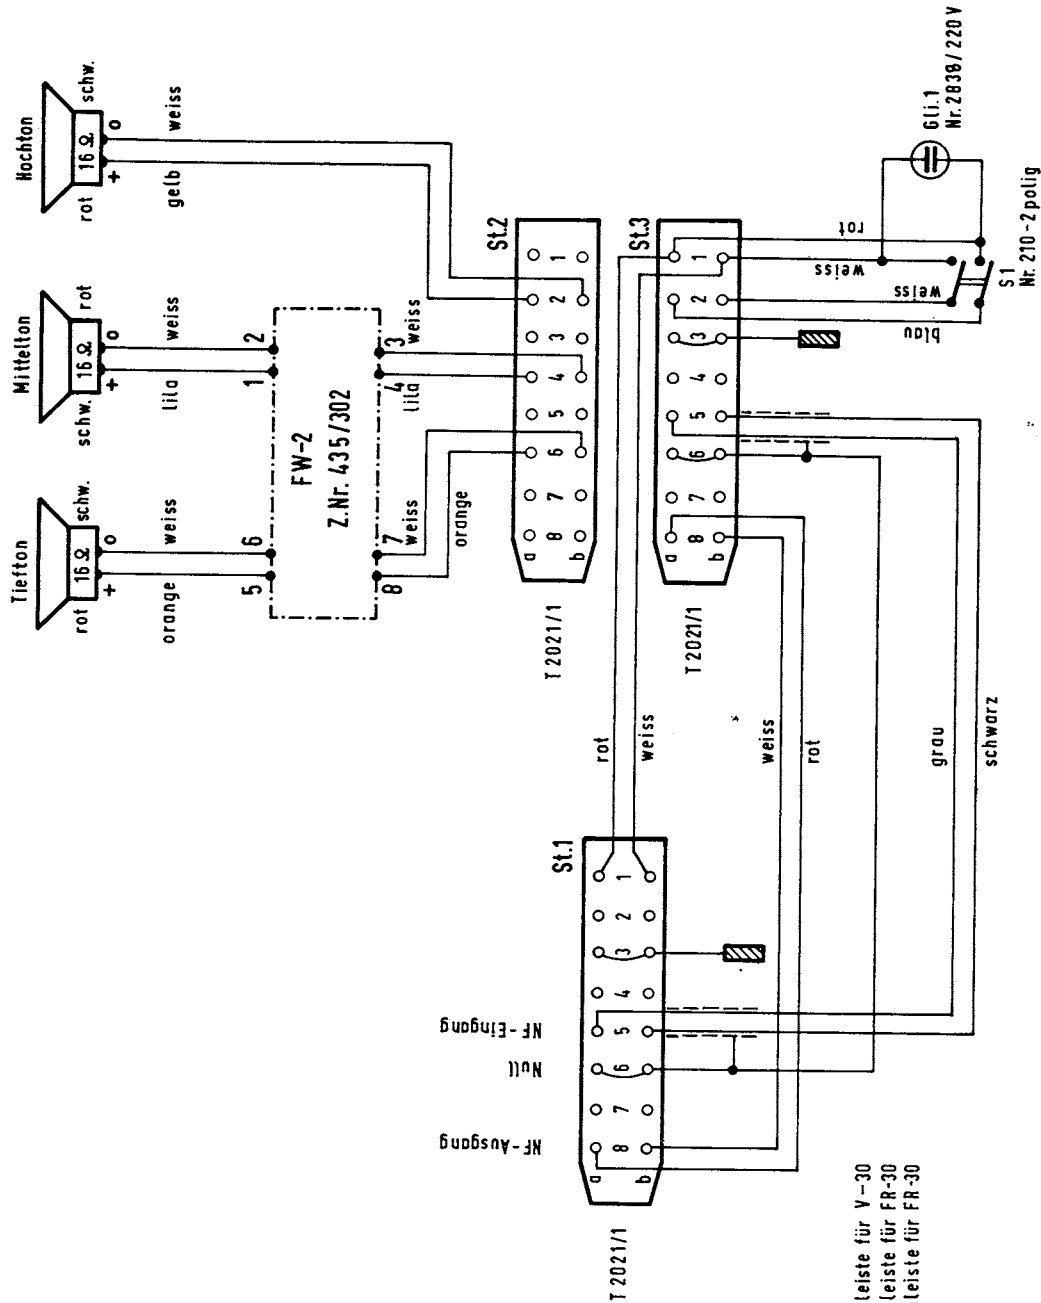 Tiefton
rot
16 Ω
schw.
+
o
orange
weiss
5
6
Mittelton
schw.
16 Ω
rot
+
o
lila
weiss
1
2
Hochton
rot
16 Ω
schw.
+
o
gelb
weiss
FW-2
Z.Nr. 435/302
8
7
4
3
orange
weiss
lila
weiss
St.2
a
b
8
7
6
5
4
3
2
1
T 2021/1
St.3
a
b
8
7
6
5
4
3
2
1
T 2021/1
rot
weiss
weiss
blau
Gli.1
Nr. 2838/220 V
S1
Nr. 210-2polig
rot
weiss
weiss
rot
grau
schwarz
St.1
a
b
8
7
6
5
4
3
2
1
T 2021/1
NF-Ausgang
Null
NF-Eingang
leiste für V-30
leiste für FR-30
leiste für FR-30